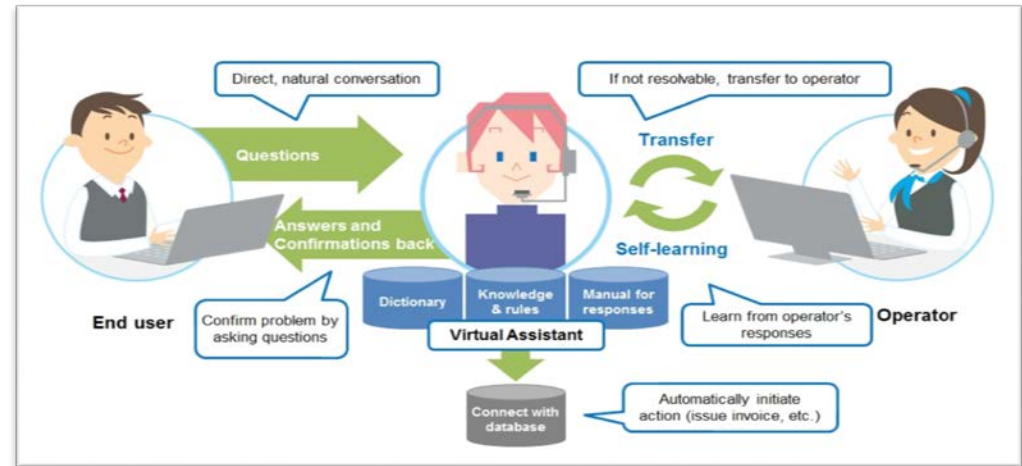 Direct, natural conversation
If not resolvable, transfer to operator
Questions
Transfer
Answers and
Confirmations back
Self-learning
Dictionary
Knowledge
& rules
Manual for
responses
End user
Confirm problem by
asking questions
Virtual Assistant
Learn from operator's
responses
Operator
Connect with
database
Automatically initiate
action (issue invoice, etc.)